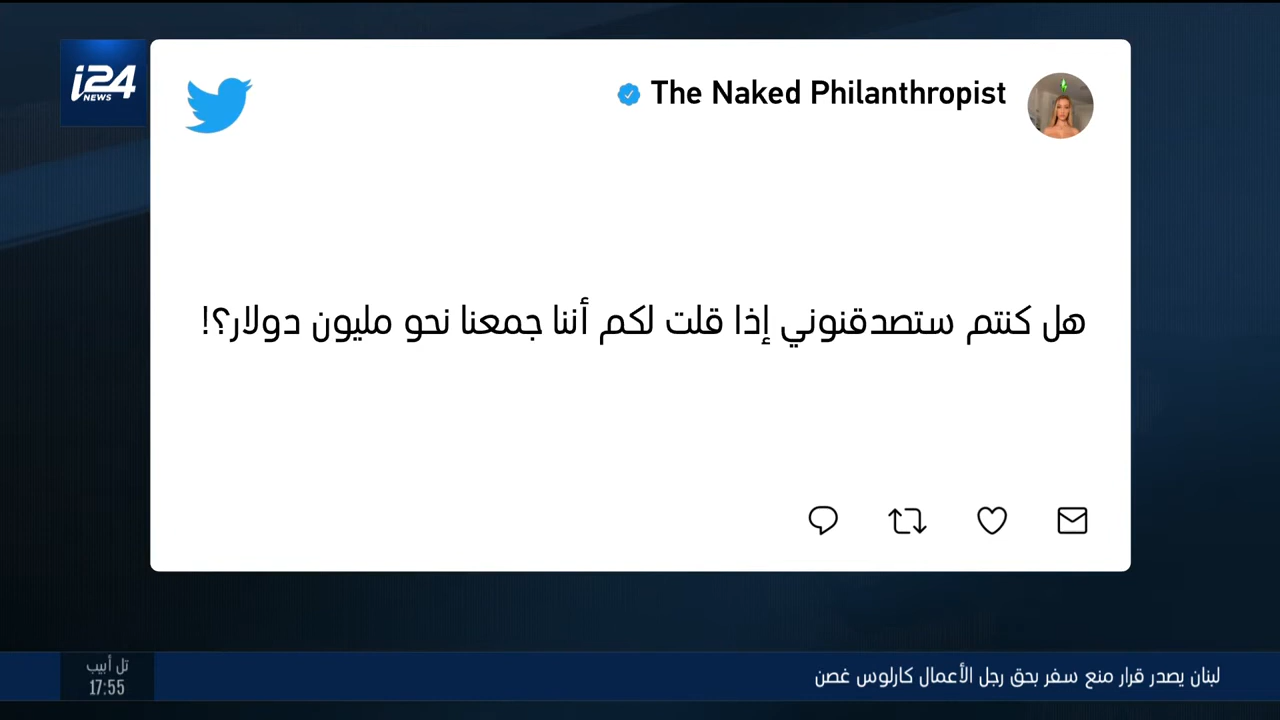 i24
NEWS
The Naked Philanthropist
هل كنتم ستصدقنوني إذا قلت لكم أننا جمعنا نحو مليون دولار؟!
تل أبيب
17:55
لبنان يصدر قرار منع سفر بحق رجل الأعمال كارلوس غصن